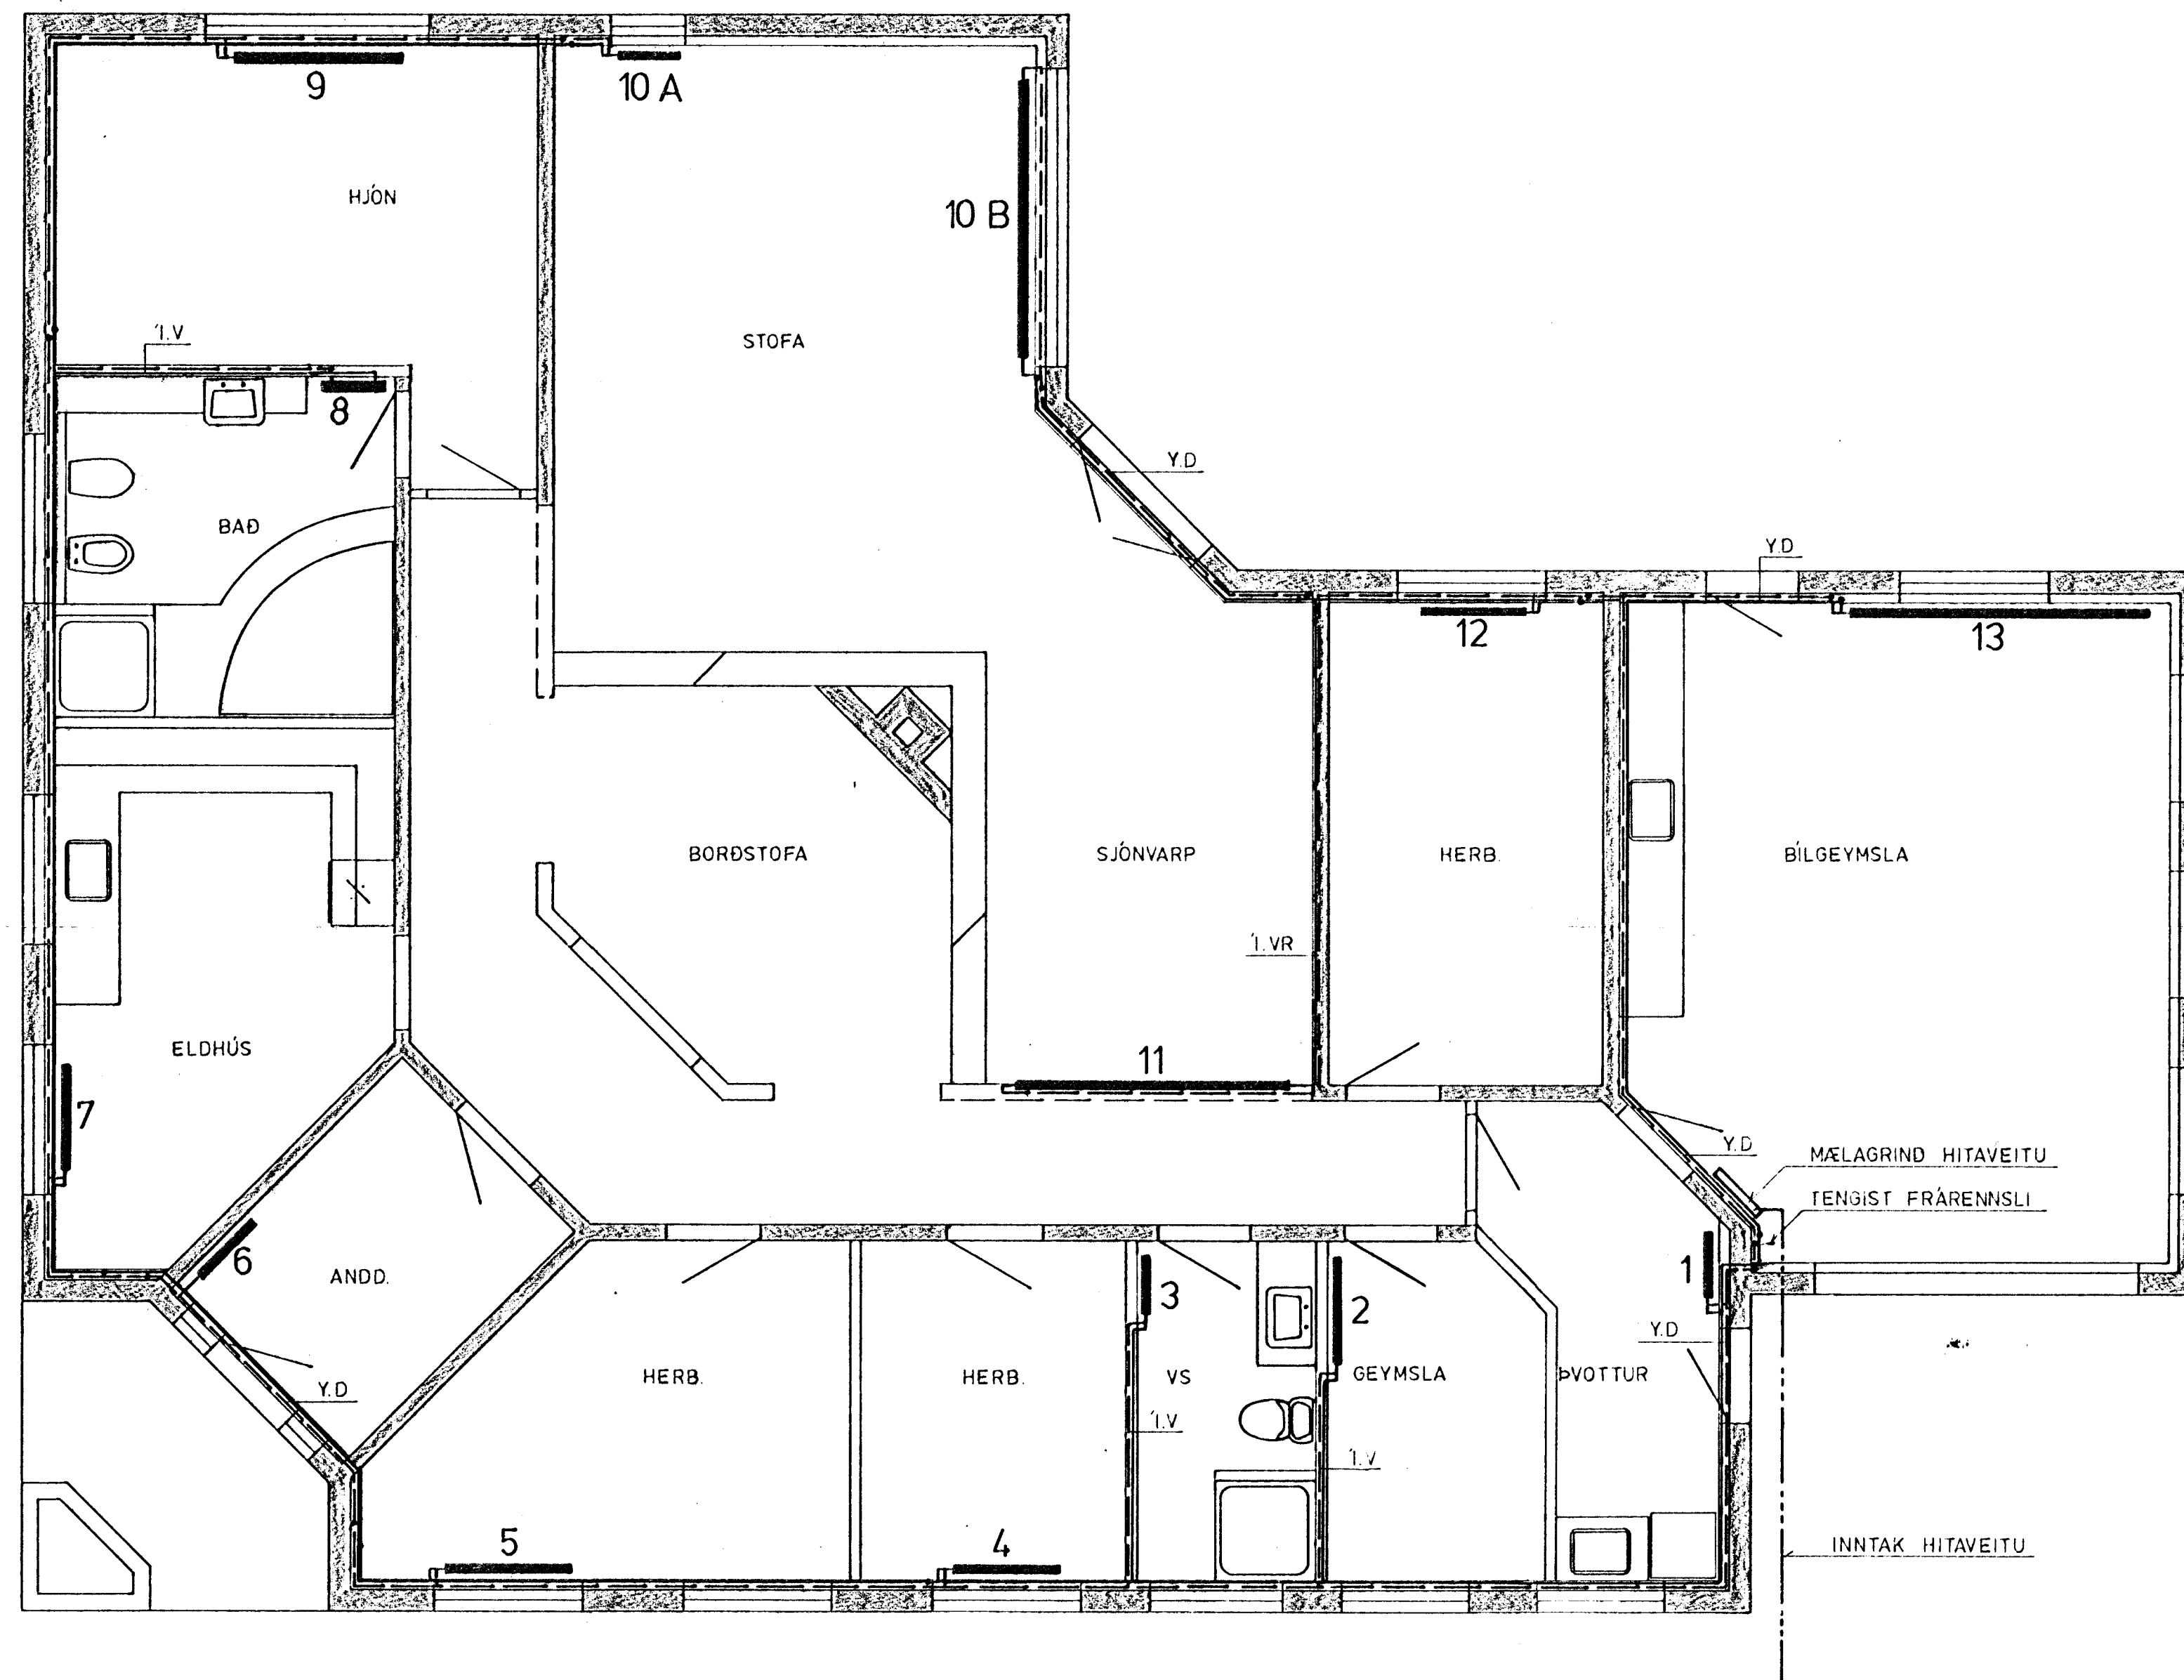 9
10 A
HJÓN
10 B
Í.V
STOFA
8
Y.D
BAÐ
Y.D
12
13
BORÐSTOFA
SJÓNVARP
HERB.
BÍLGEYMSLA
Í.VR
ELDHÚS
11
7
Y.D
MÆLAGRIND HITAVEITU
TENGIST FRÁRENNSLI
6
ANDD.
1
3
2
Y.D
HERB.
HERB.
VS
GEYMSLA
ÞVOTTUR
Y.D
Í.V
Í.V
5
4
INNTAK HITAVEITU